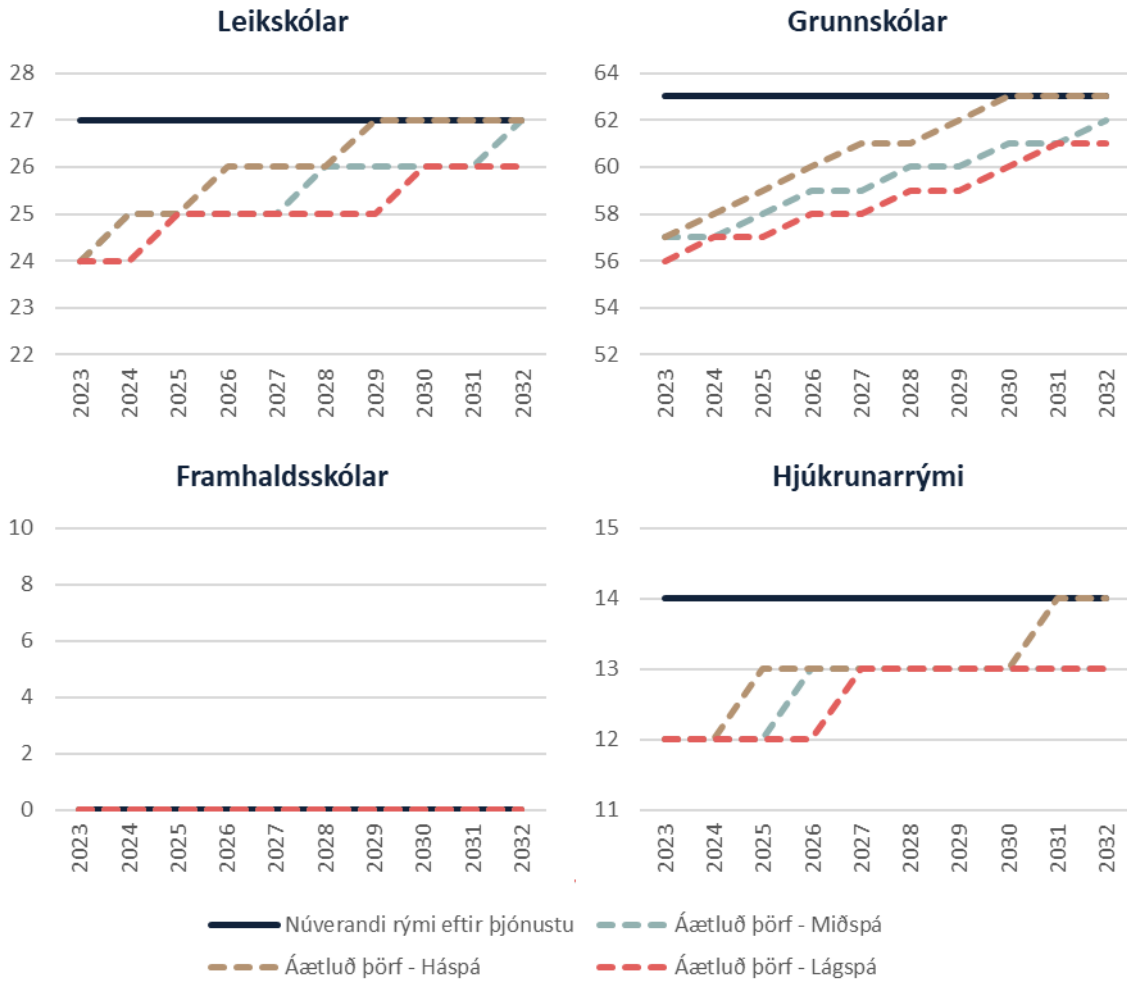 Leikskólar
28
27
26
25
24
23
22
2023 2024 2025 2026 2027 2028 2029 2030 2031 2032
Grunnskólar
64
62
60
58
56
54
52
2023 2024 2025 2026 2027 2028 2029 2030 2031 2032
Framhaldsskólar
10
8
6
4
2
0
2023 2024 2025 2026 2027 2028 2029 2030 2031 2032
Hjúkrunarrými
15
14
13
12
11
2023 2024 2025 2026 2027 2028 2029 2030 2031 2032
Núverandi rými eftir þjónustu
Áætluð þörf - Miðspá
Áætluð þörf - Háspá
Áætluð þörf - Lágspá